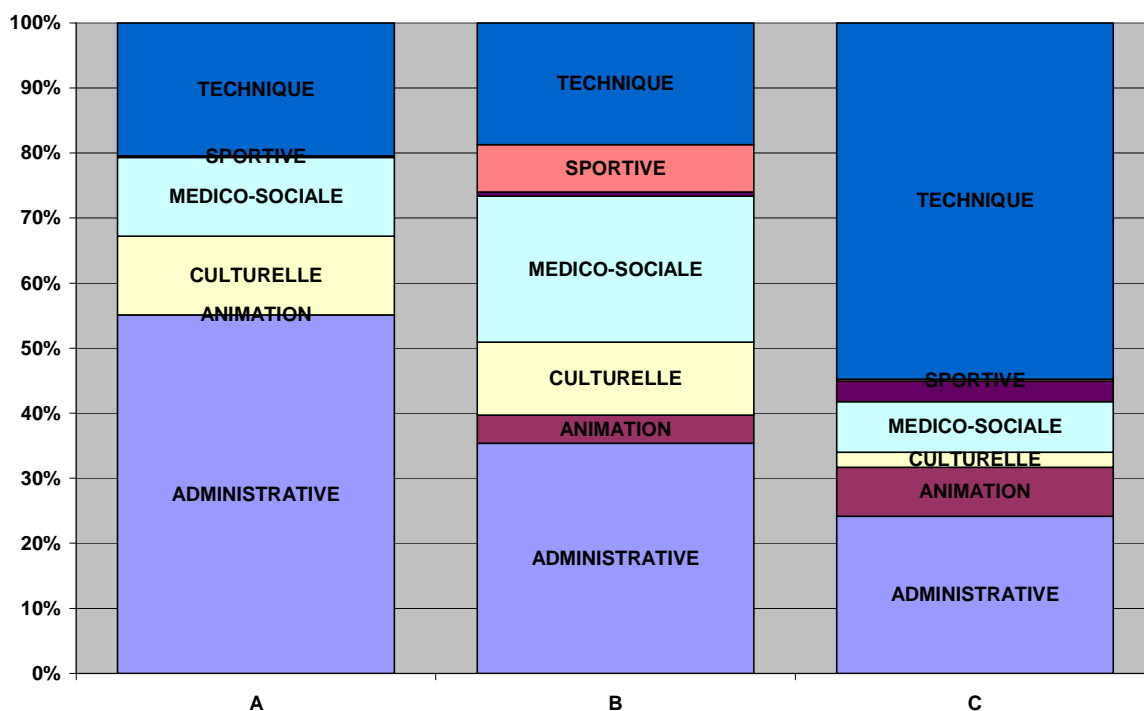 100%
90%
80%
70%
60%
50%
40%
30%
20%
10%
0%
TECHNIQUE
SPORTIVE
MEDICO-SOCIALE
CULTURELLE
ANIMATION
ADMINISTRATIVE
TECHNIQUE
SPORTIVE
MEDICO-SOCIALE
CULTURELLE
ANIMATION
ADMINISTRATIVE
TECHNIQUE
SPORTIVE
MEDICO-SOCIALE
CULTURELLE
ANIMATION
ADMINISTRATIVE
A B C